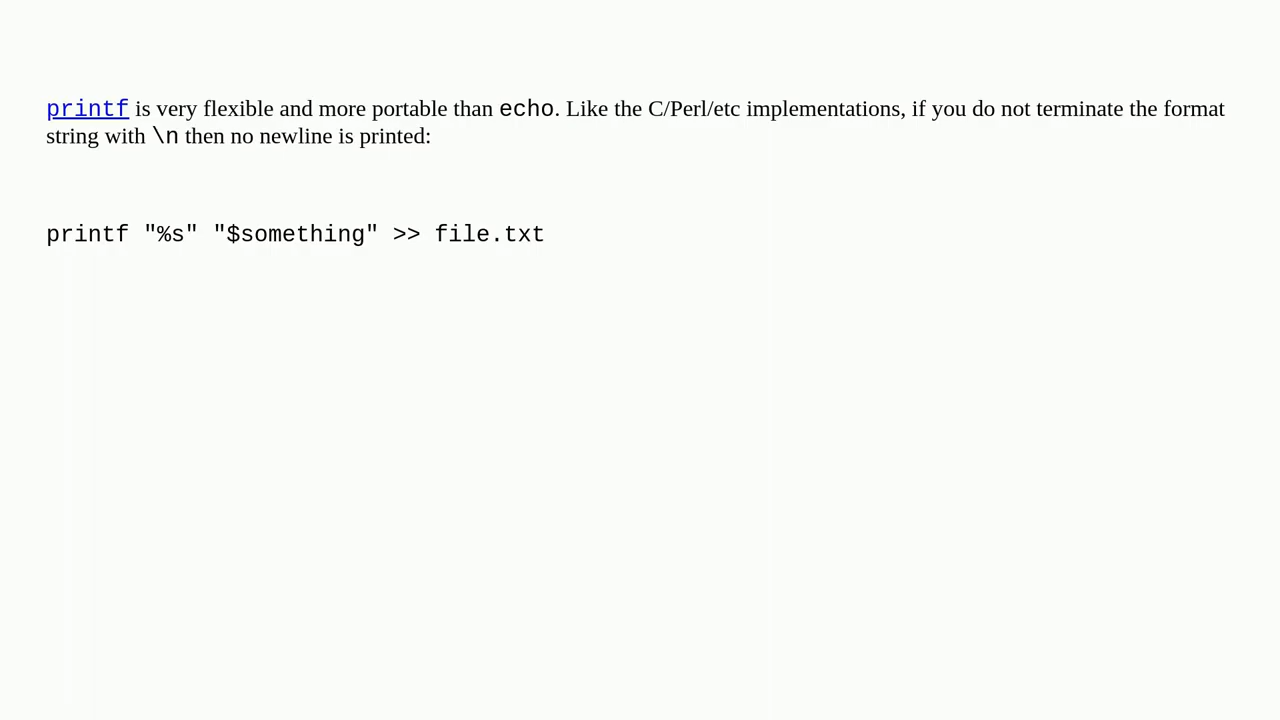 printf is very flexible and more portable than echo. Like the C/Perl/etc implementations, if you do not terminate the format
string with \n then no newline is printed:
printf "%s" "$something" >> file.txt